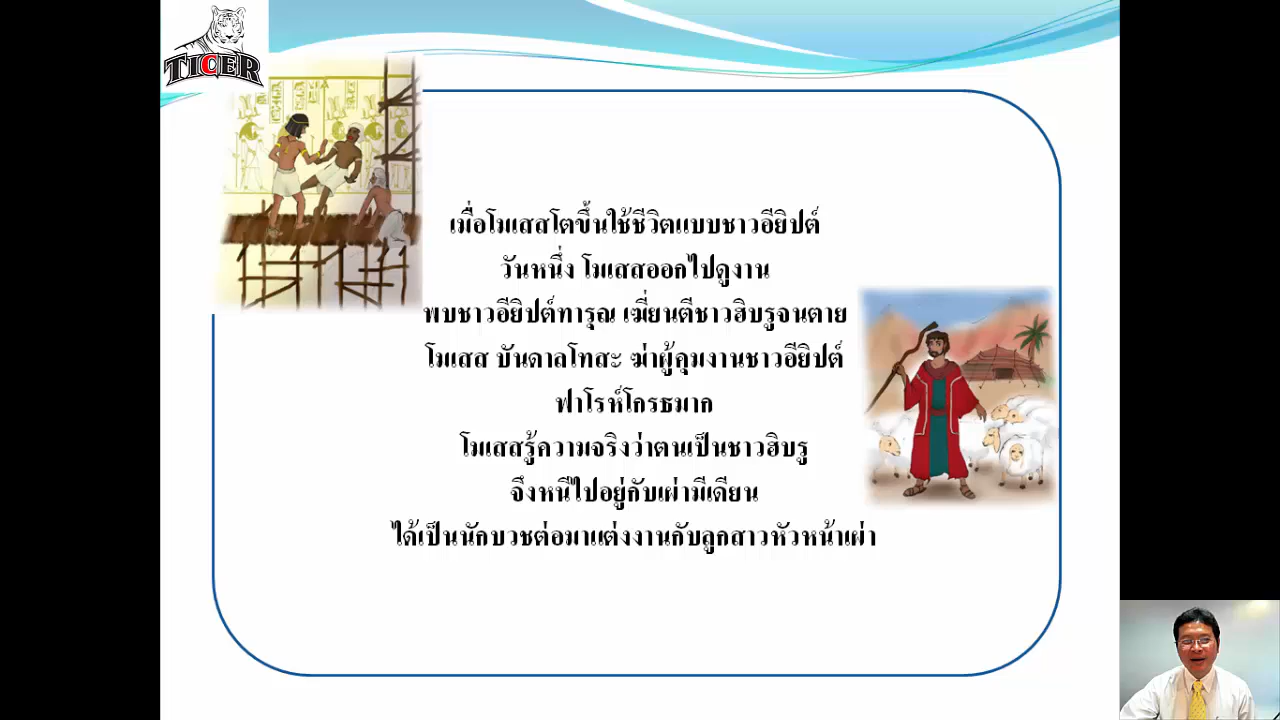 TIGER
เมื่อโมเสสโตขึ้นใช้ชีวิตแบบชาวอียิปต์
วันหนึ่ง โมเสสออกไปดูงาน
พบชาวอียิปต์ทารุณ เฆี่ยนตีชาวฮิบรูจนตาย
โมเสส บันดาลโทสะ ฆ่าผู้คุมงานชาวอียิปต์
ฟาโรห์โกรธมาก
โมเสสรู้ความจริงว่าตนเป็นชาวฮิบรู
จึงหนีไปอยู่กับเผ่ามีเดียน
ได้เป็นนักบวชต่อมาแต่งงานกับลูกสาวหัวหน้าเผ่า